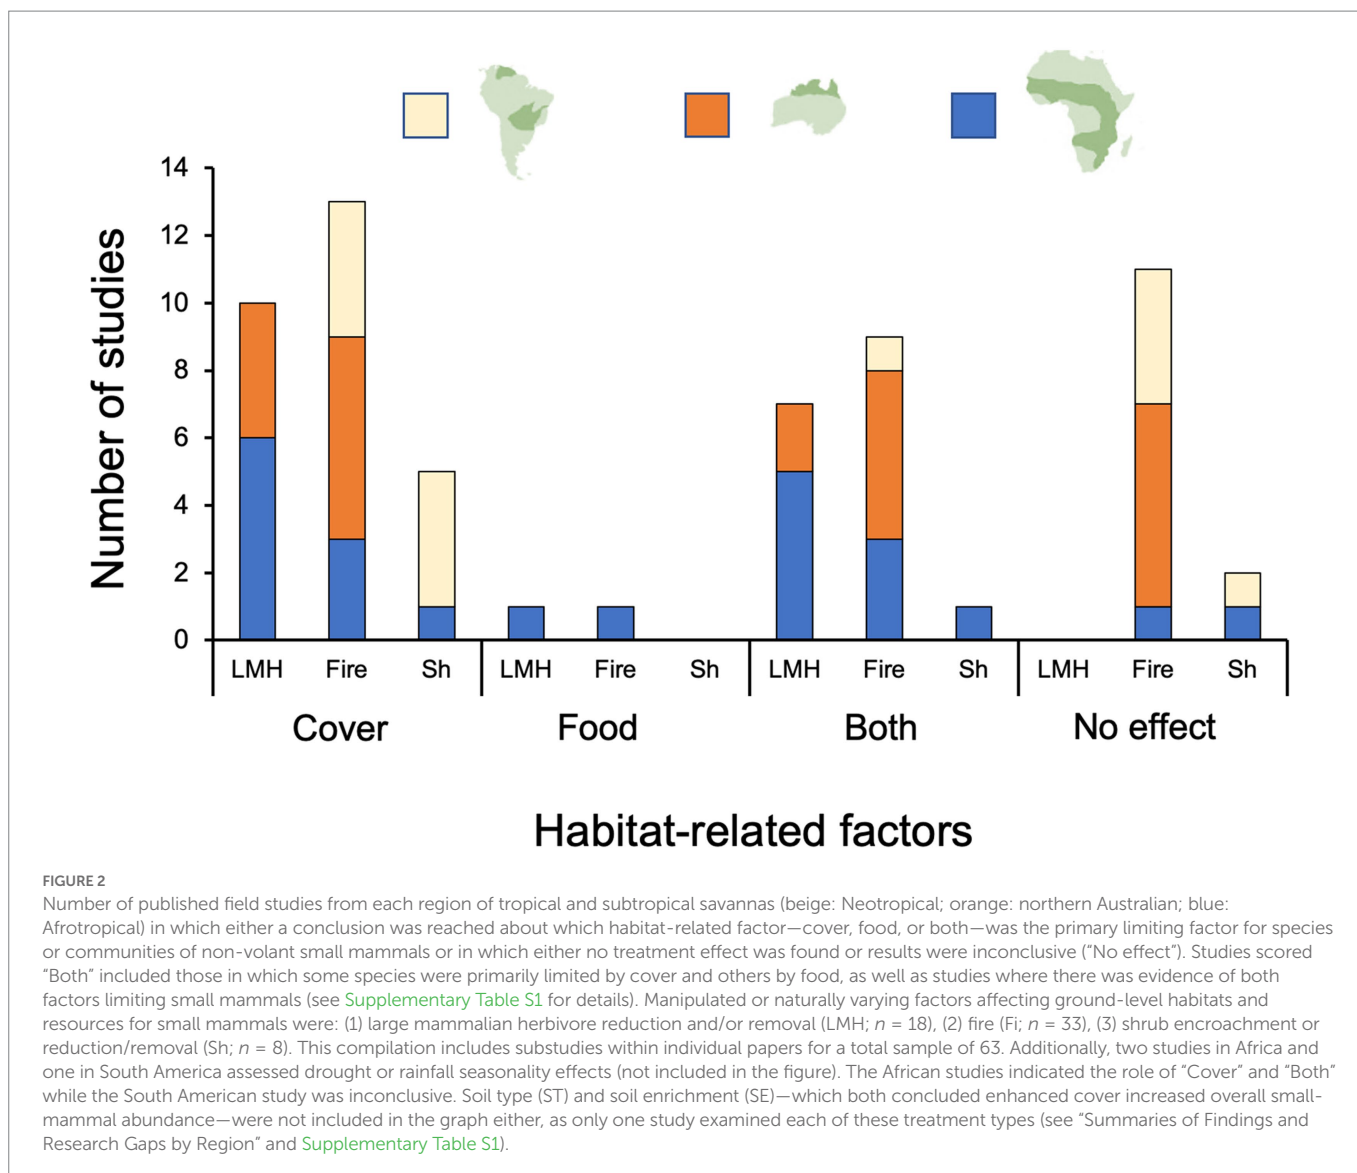 14
12
10
8
6
4
2
0
Number of studies
LMH Fire Sh LMH Fire Sh LMH Fire Sh LMH Fire Sh
Cover Food Both No effect
Habitat-related factors
FIGURE 2
Number of published field studies from each region of tropical and subtropical savannas (beige: Neotropical; orange: northern Australian; blue:
Afrotropical) in which either a conclusion was reached about which habitat-related factor—cover, food, or both—was the primary limiting factor for species
or communities of non-volant small mammals or in which either no treatment effect was found or results were inconclusive (“No effect”). Studies scored
“Both” included those in which some species were primarily limited by cover and others by food, as well as studies where there was evidence of both
factors limiting small mammals (see Supplementary Table S1 for details). Manipulated or naturally varying factors affecting ground-level habitats and
resources for small mammals were: (1) large mammalian herbivore reduction and/or removal (LMH; n = 18), (2) fire (Fi; n = 33), (3) shrub encroachment or
reduction/removal (Sh; n = 8). This compilation includes substudies within individual papers for a total sample of 63. Additionally, two studies in Africa and
one in South America assessed drought or rainfall seasonality effects (not included in the figure). The African studies indicated the role of “Cover” and “Both”
while the South American study was inconclusive. Soil type (ST) and soil enrichment (SE)—which both concluded enhanced cover increased overall small-
mammal abundance—were not included in the graph either, as only one study examined each of these treatment types (see “Summaries of Findings and
Research Gaps by Region” and Supplementary Table S1).